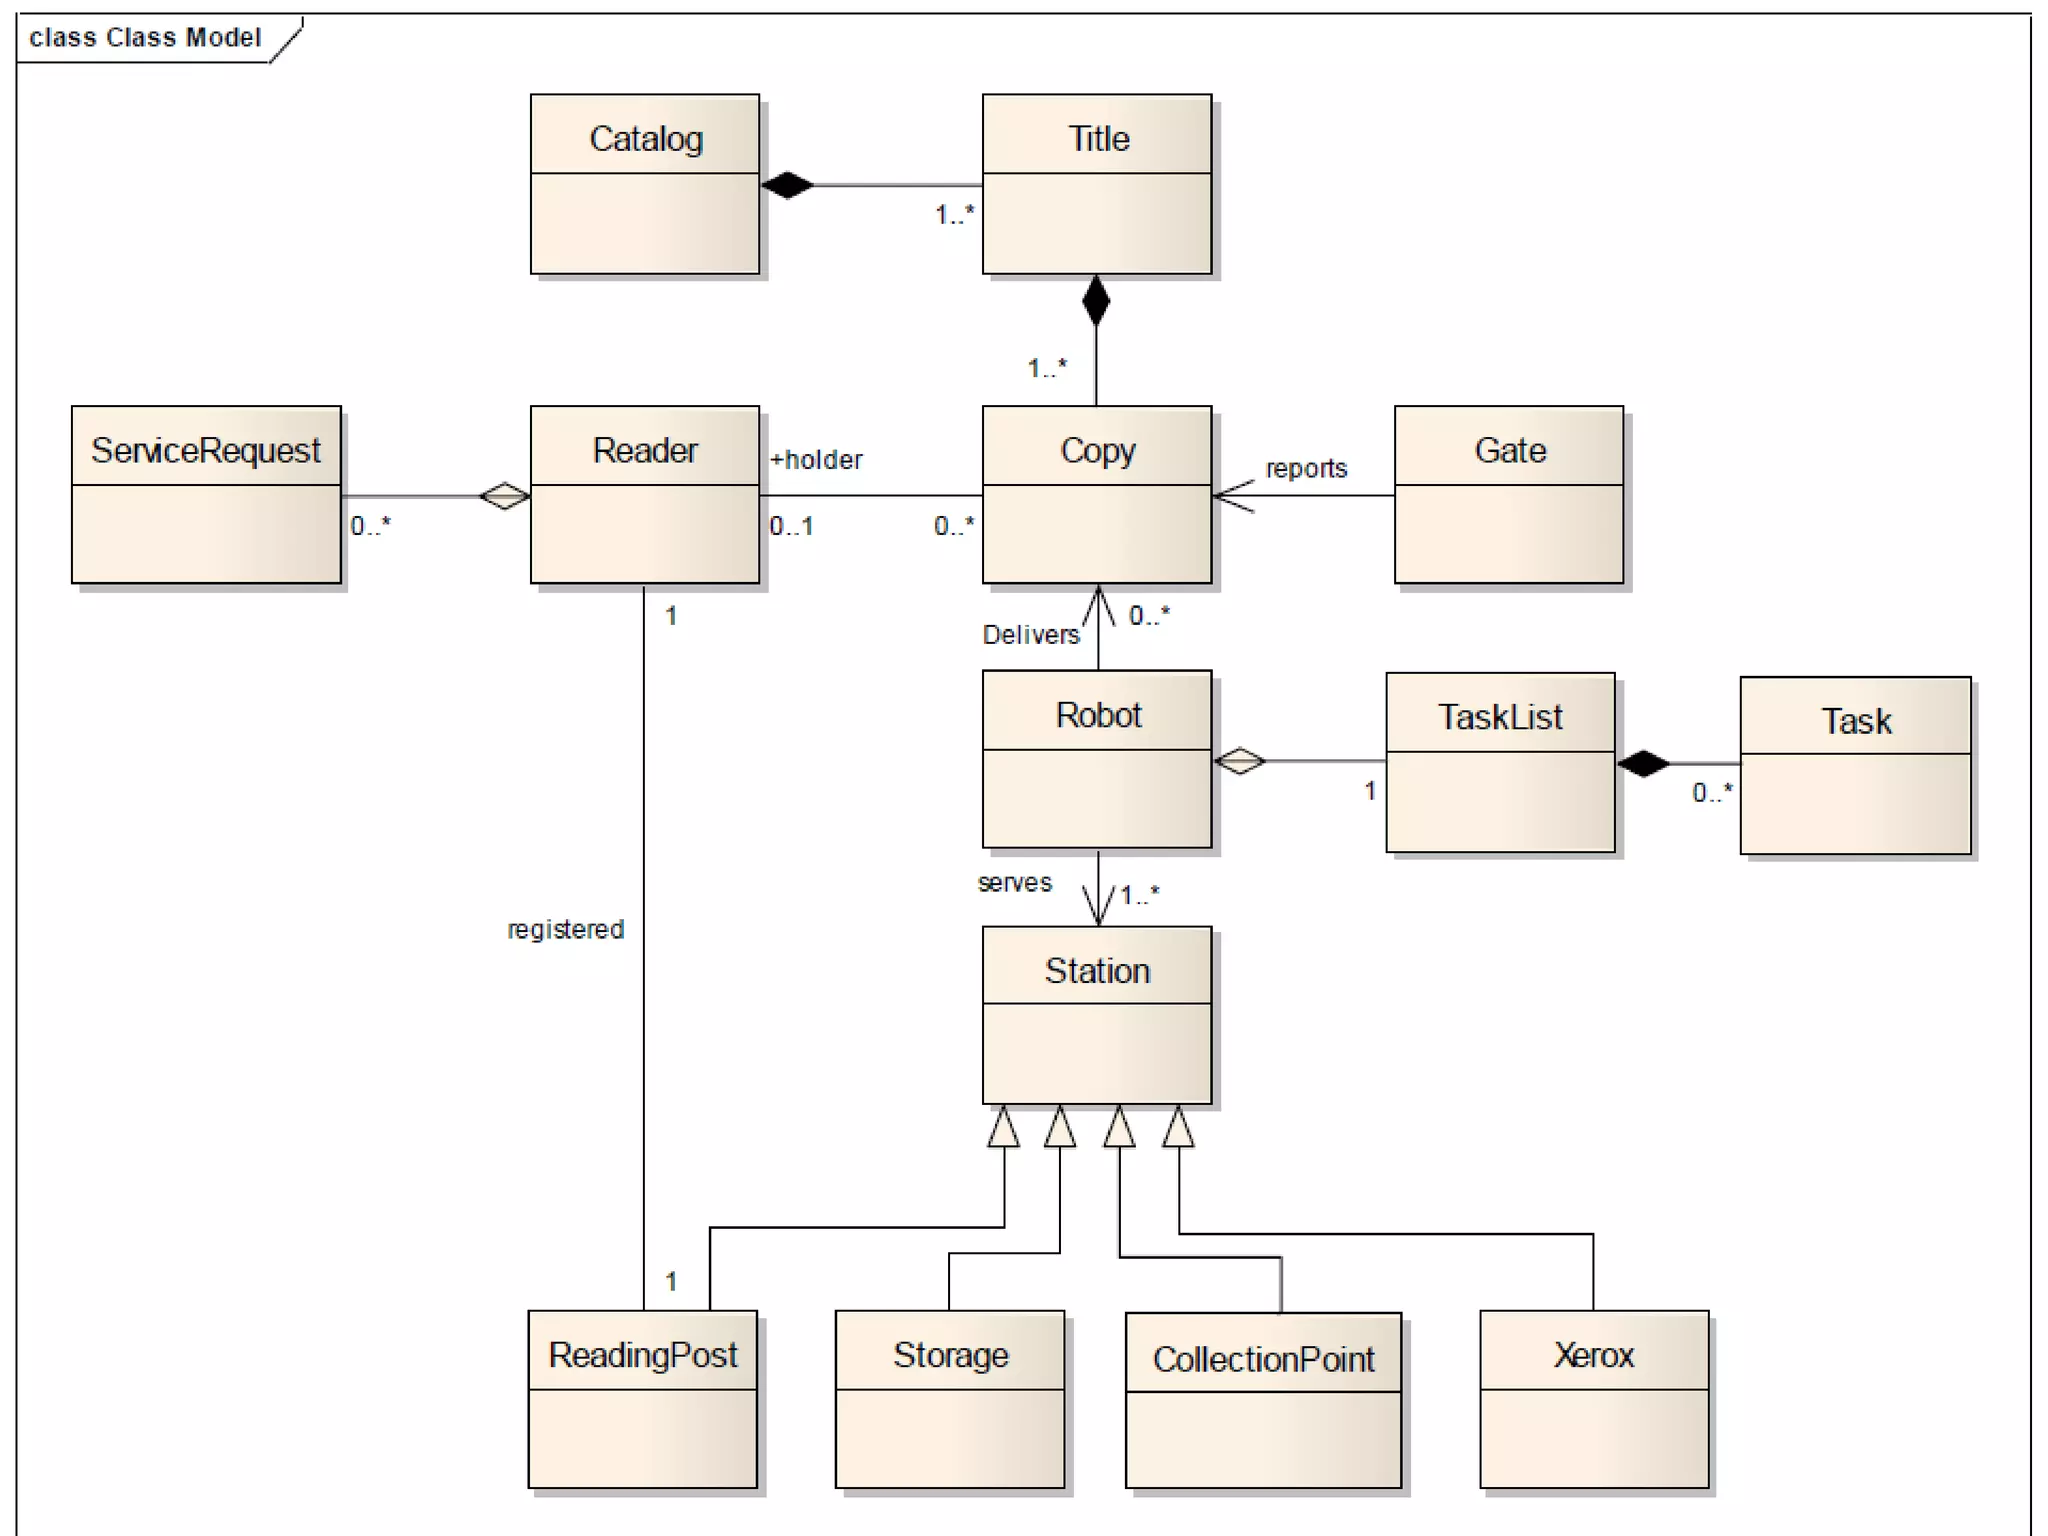 class Class Model
Catalog
Title
1..*
1..*
ServiceRequest
Reader
+holder
Copy
reports
Gate
0..*
0..1
0..*
1
Delivers
0..*
Robot
TaskList
Task
1
0..*
serves
1..*
registered
Station
1
ReadingPost
Storage
CollectionPoint
Xerox